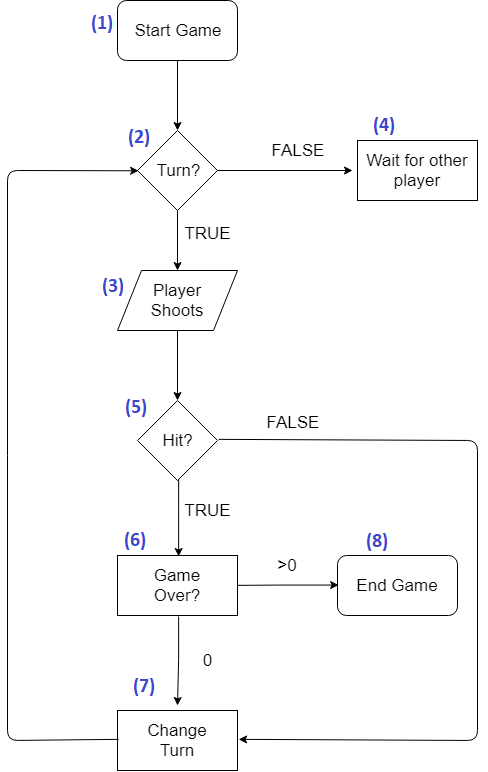 (1)
Start Game
(2)
Turn?
FALSE
(4)
Wait for other
player
TRUE
(3)
Player
Shoots
(5)
Hit?
FALSE
TRUE
(6)
Game
Over?
>0
(8)
End Game
0
(7)
Change
Turn